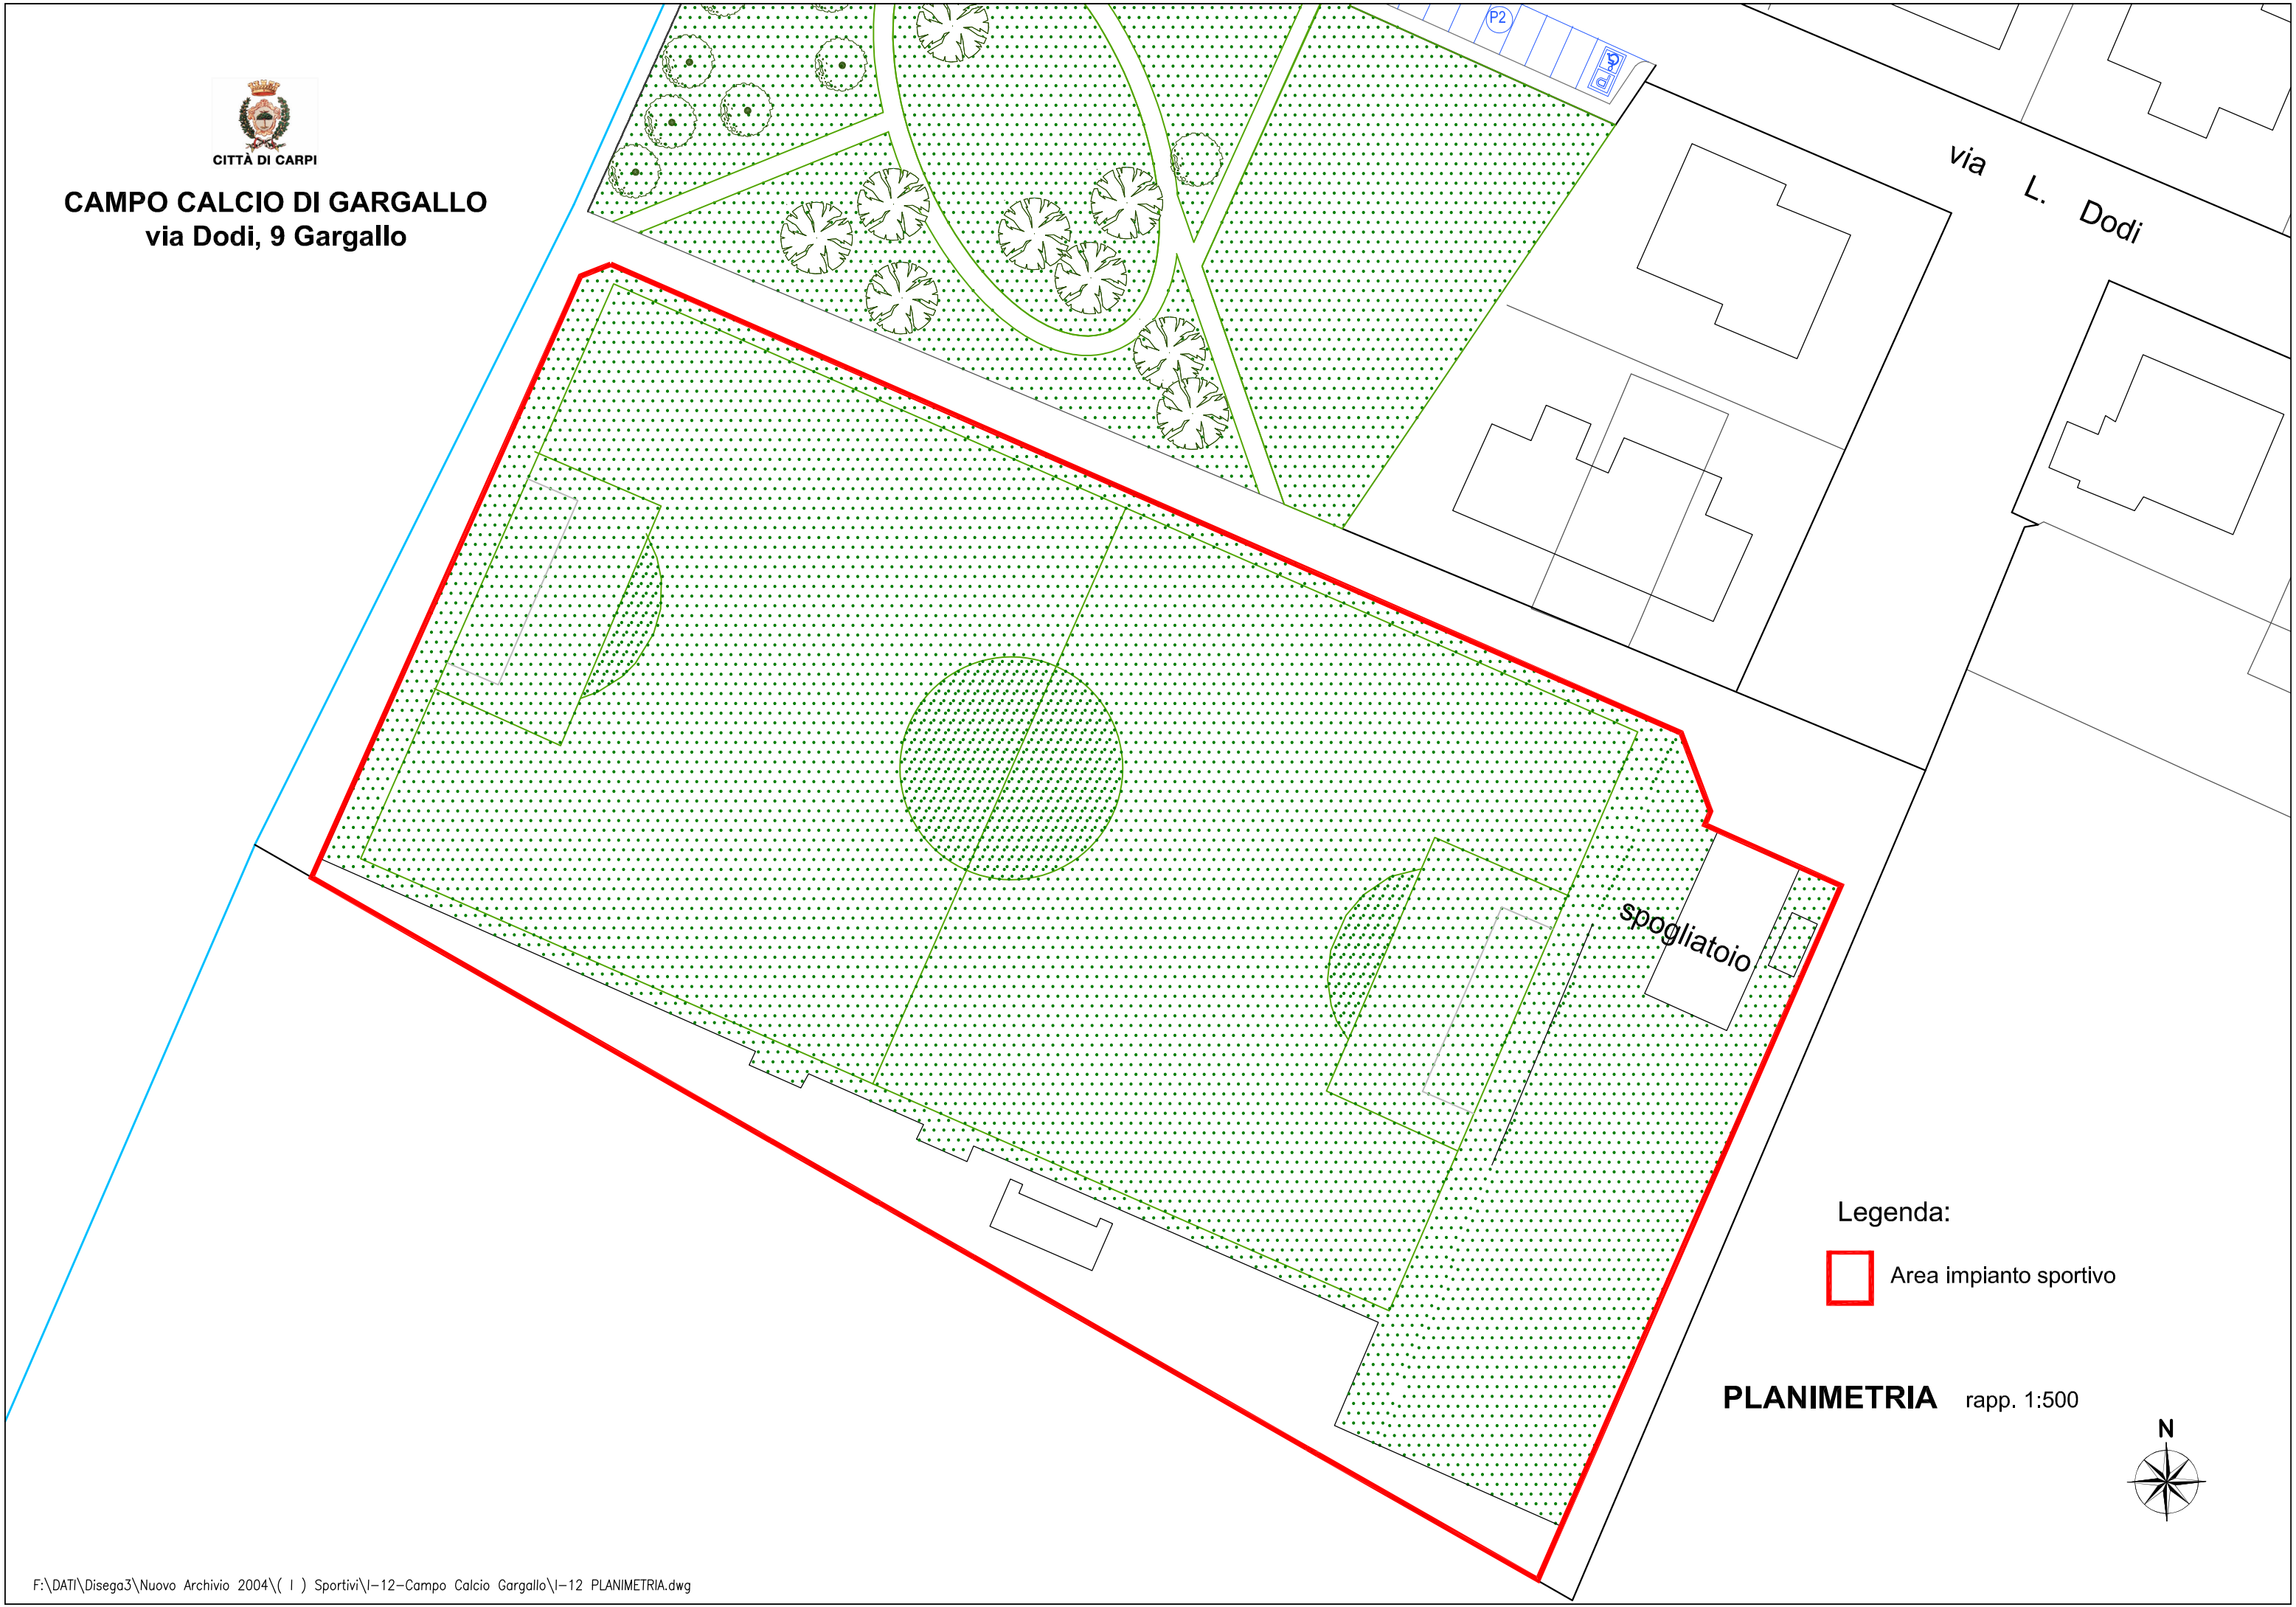 CITTÀ DI CARPI
CAMPO CALCIO DI GARGALLO
via Dodi, 9 Gargallo
P2
via L. Dodi
spogliatoio
Legenda:
Area impianto sportivo
PLANIMETRIA rapp. 1:500
N
F:\DATI\Disega3\Nuovo Archivio 2004\( I ) Sportivi\I-12-Campo Calcio Gargallo\I-12 PLANIMETRIA.dwg